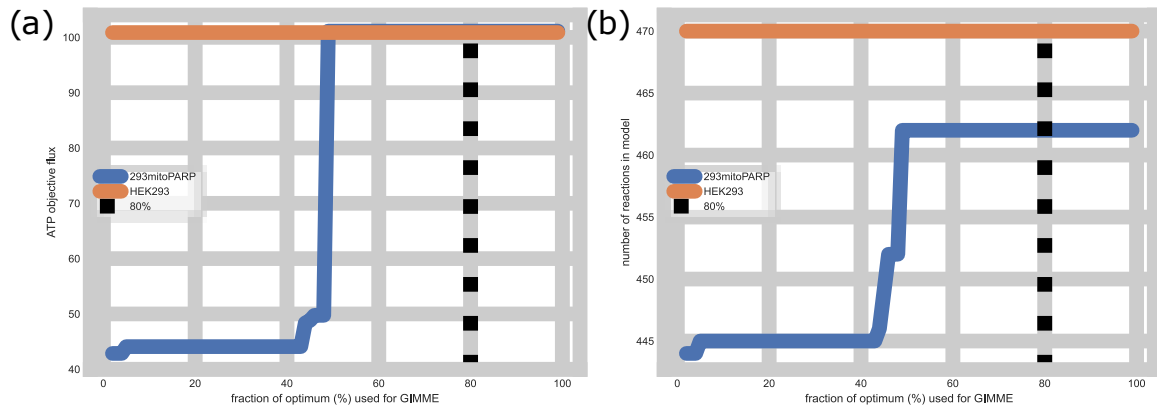 (a)
100
90
80
70
60
50
40
ATP objective flux
293mitoPARP
HEK293
80%
0 20 40 60 80 100
fraction of optimum (%) used for GIMME
(b)
470
465
460
455
450
445
number of reactions in model
293mitoPARP
HEK293
80%
0 20 40 60 80 100
fraction of optimum (%) used for GIMME